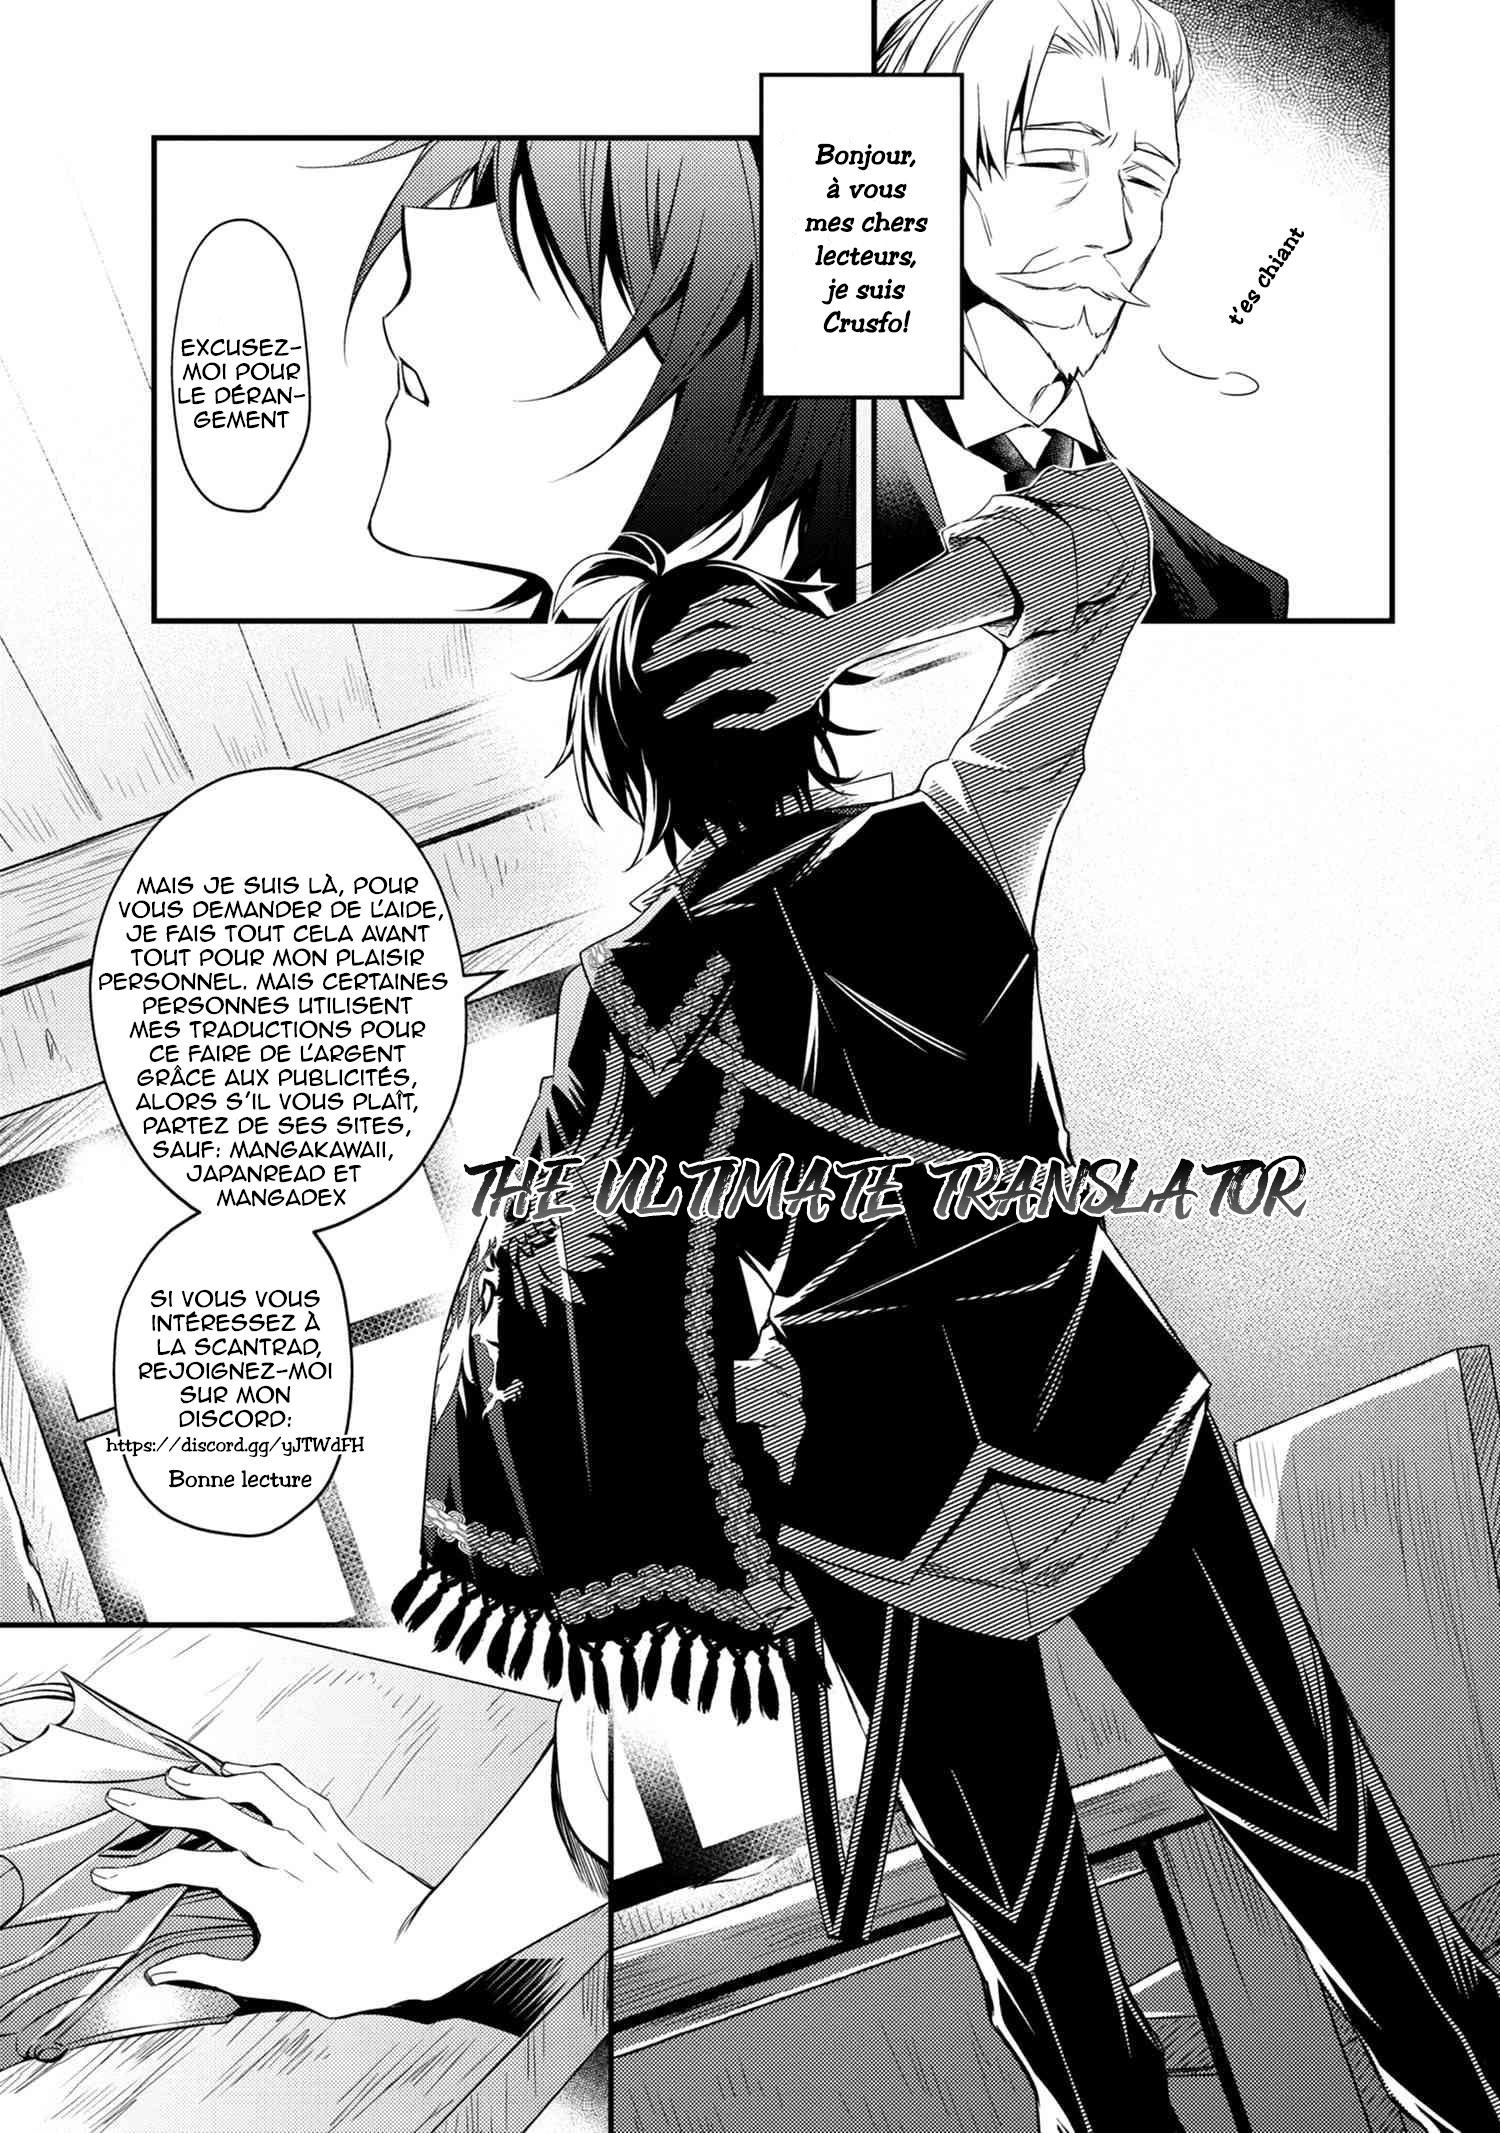 Bonjour,
à vous
mes chers
lecteurs,
je suis
Crusfo!
t'es chiant
EXCUSEZ-
MOI POUR
LE DÉRAN-
GEMENT
MAIS JE SUIS LÀ, POUR
VOUS DEMANDER DE L'AIDE,
JE FAIS TOUT CELA AVANT
TOUT POUR MON PLAISIR
PERSONNEL. MAIS CERTAINES
PERSONNES UTILISENT
MES TRADUCTIONS POUR
CE FAIRE DE L'ARGENT
GRÂCE AUX PUBLICITÉS,
ALORS S'IL VOUS PLAÎT,
PARTEZ DE SES SITES,
SAUF: MANGAKAWAII,
JAPANREAD ET
MANGADEX
THE ULTIMATE TRANSLATOR
SI VOUS VOUS
INTÉRESSEZ À
LA SCANTRAD,
REJOIGNEZ-MOI
SUR MON
DISCORD:
https://discord.gg/yJTWdFH
Bonne lecture